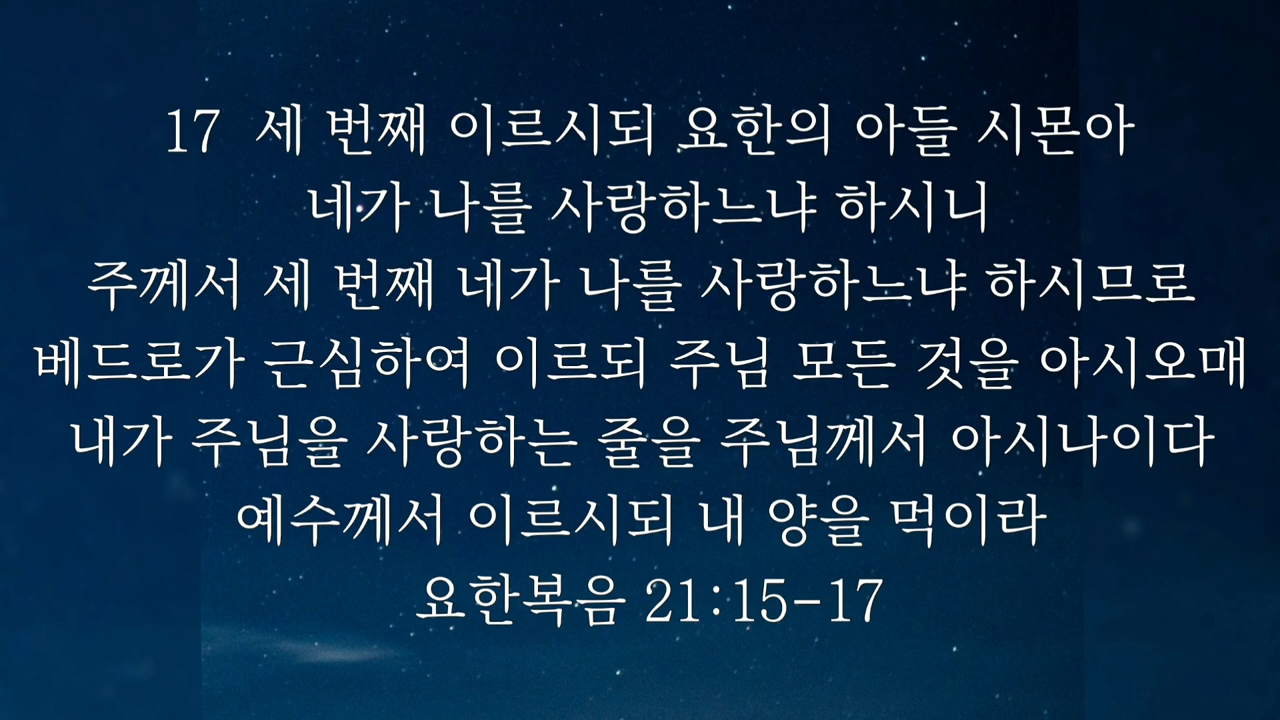 17 세 번째 이르시되 요한의 아들 시몬아
네가 나를 사랑하느냐 하시니
주께서 세 번째 네가 나를 사랑하느냐 하시므로
베드로가 근심하여 이르되 주님 모든 것을 아시오매
내가 주님을 사랑하는 줄을 주님께서 아시나이다
예수께서 이르시되 내 양을 먹이라
요한복음 21:15-17